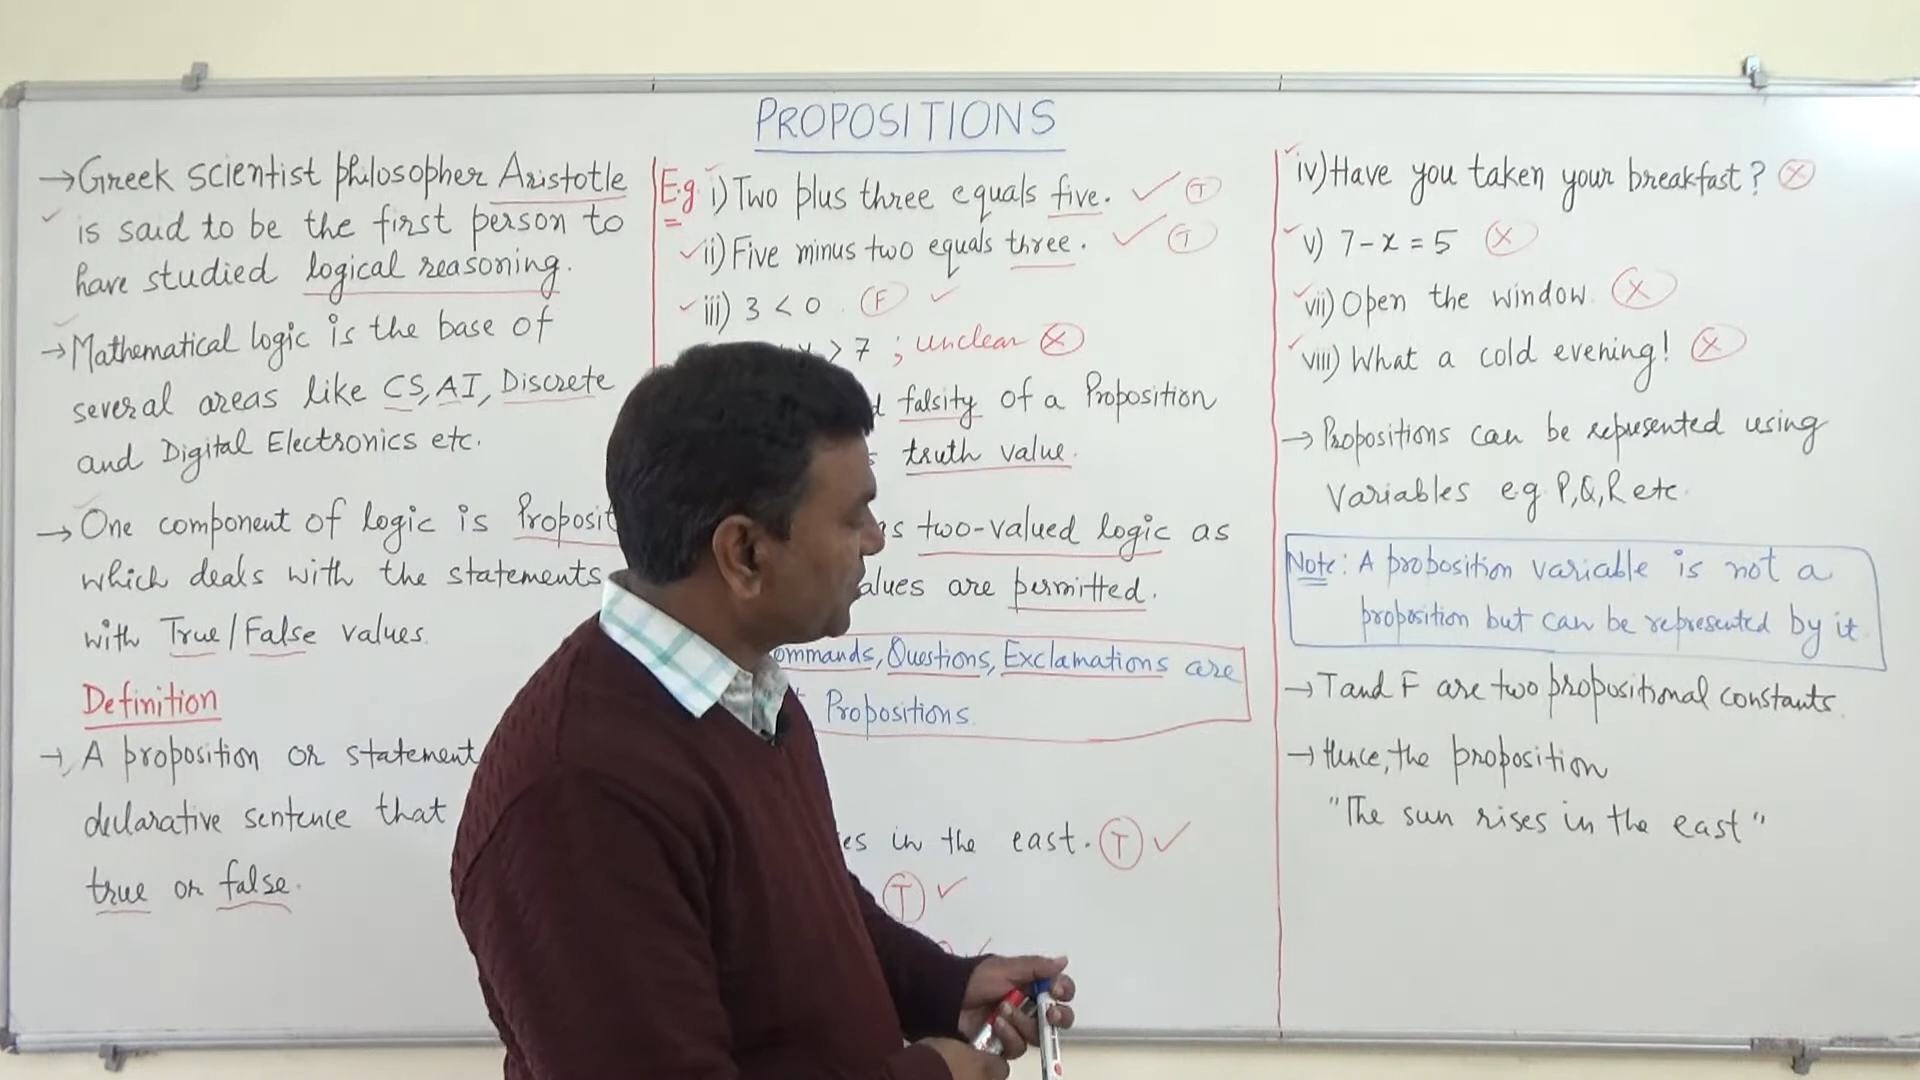 PROPOSITIONS
→ Greek scientist philosopher Aristotle
is said to be the first person to
have studied logical reasoning.
→ Mathematical logic is the base of
several areas like CS, AI, Discrete
and Digital Electronics etc.
→ One component of logic is Proposit
which deals with the statements
with True/False values.
Definition
→ A proposition or statement
declarative sentence that
true or false.
E.g. i) Two plus three equals five. ✓ T
ii) Five minus two equals three. ✓ T
iii) 3 < 0 F ✓
> 7 ; unclear X
falsity of a Proposition
truth value.
two-valued logic as
alues are permitted.
ommands, Questions, Exclamations are
Propositions.
es in the east. T ✓
T ✓
iv) Have you taken your breakfast? X
v) 7 - x = 5 X
vii) Open the window. X
viii) What a cold evening! X
→ Propositions can be represented using
Variables e.g P, Q, R etc.
Note: A proposition variable is not a
proposition but can be represented by it
→ T and F are two propositional constants.
→ Hence, the proposition
"The sun rises in the east"